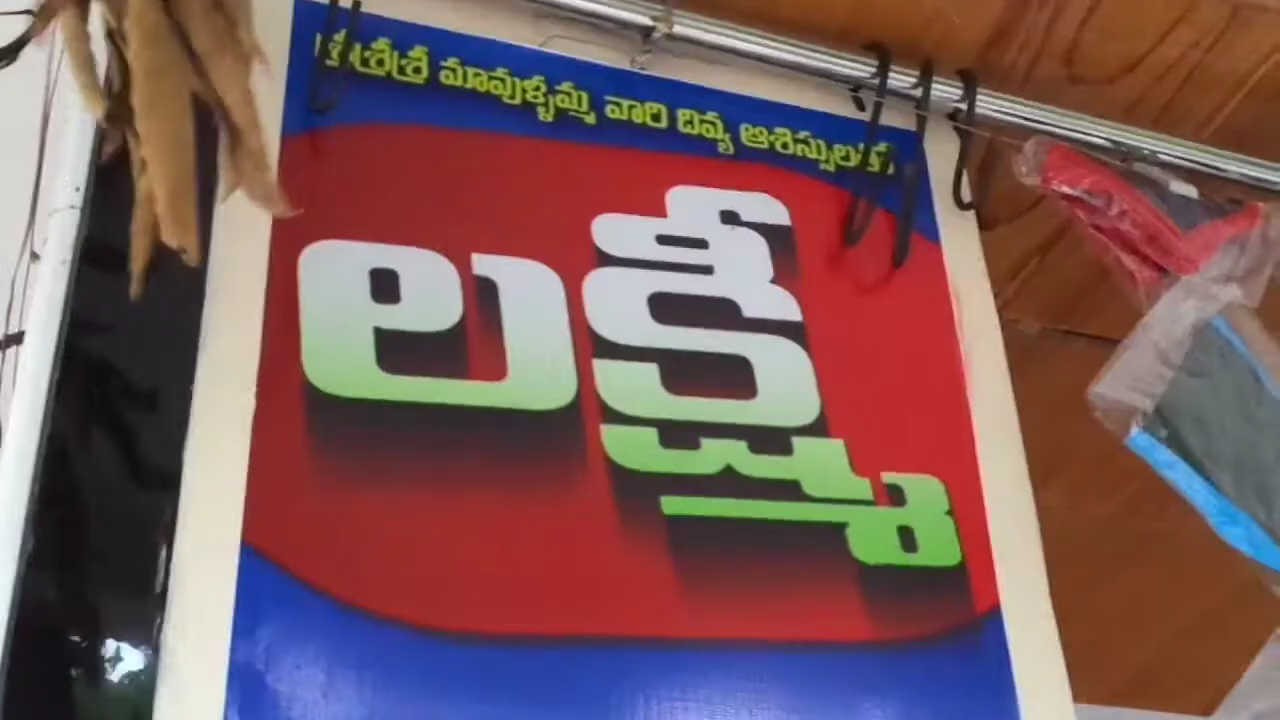 శ్రీశ్రీశ్రీ మావుళ్ళమ్మ వారి దివ్య ఆశిస్సులతో
లక్ష్మీ